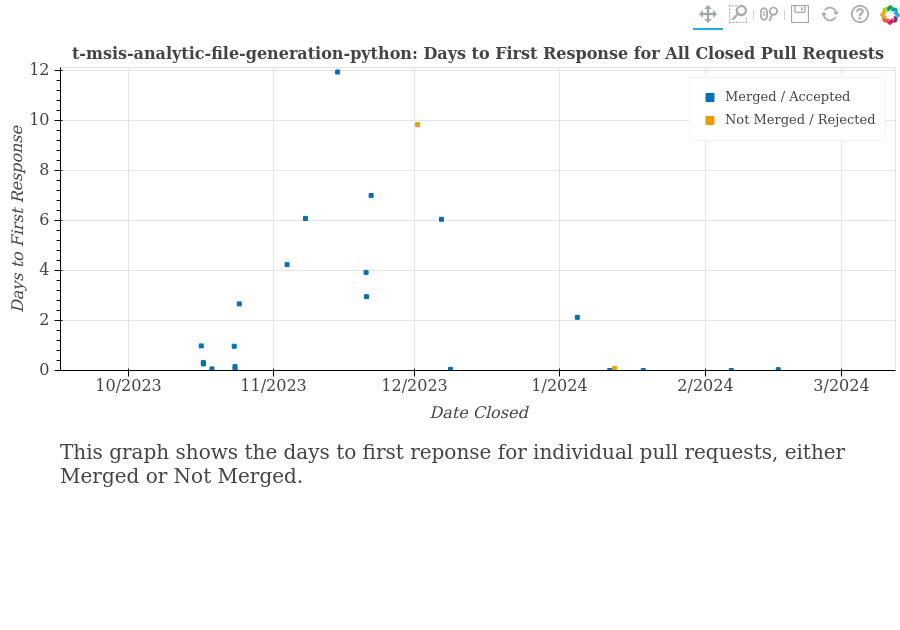 t-msis-analytic-file-generation-python: Days to First Response for All Closed Pull Requests
Merged / Accepted
Not Merged / Rejected
Days to First Response
12
10
8
6
4
2
0
10/2023
11/2023
12/2023
1/2024
2/2024
3/2024
Date Closed
This graph shows the days to first reponse for individual pull requests, either
Merged or Not Merged.